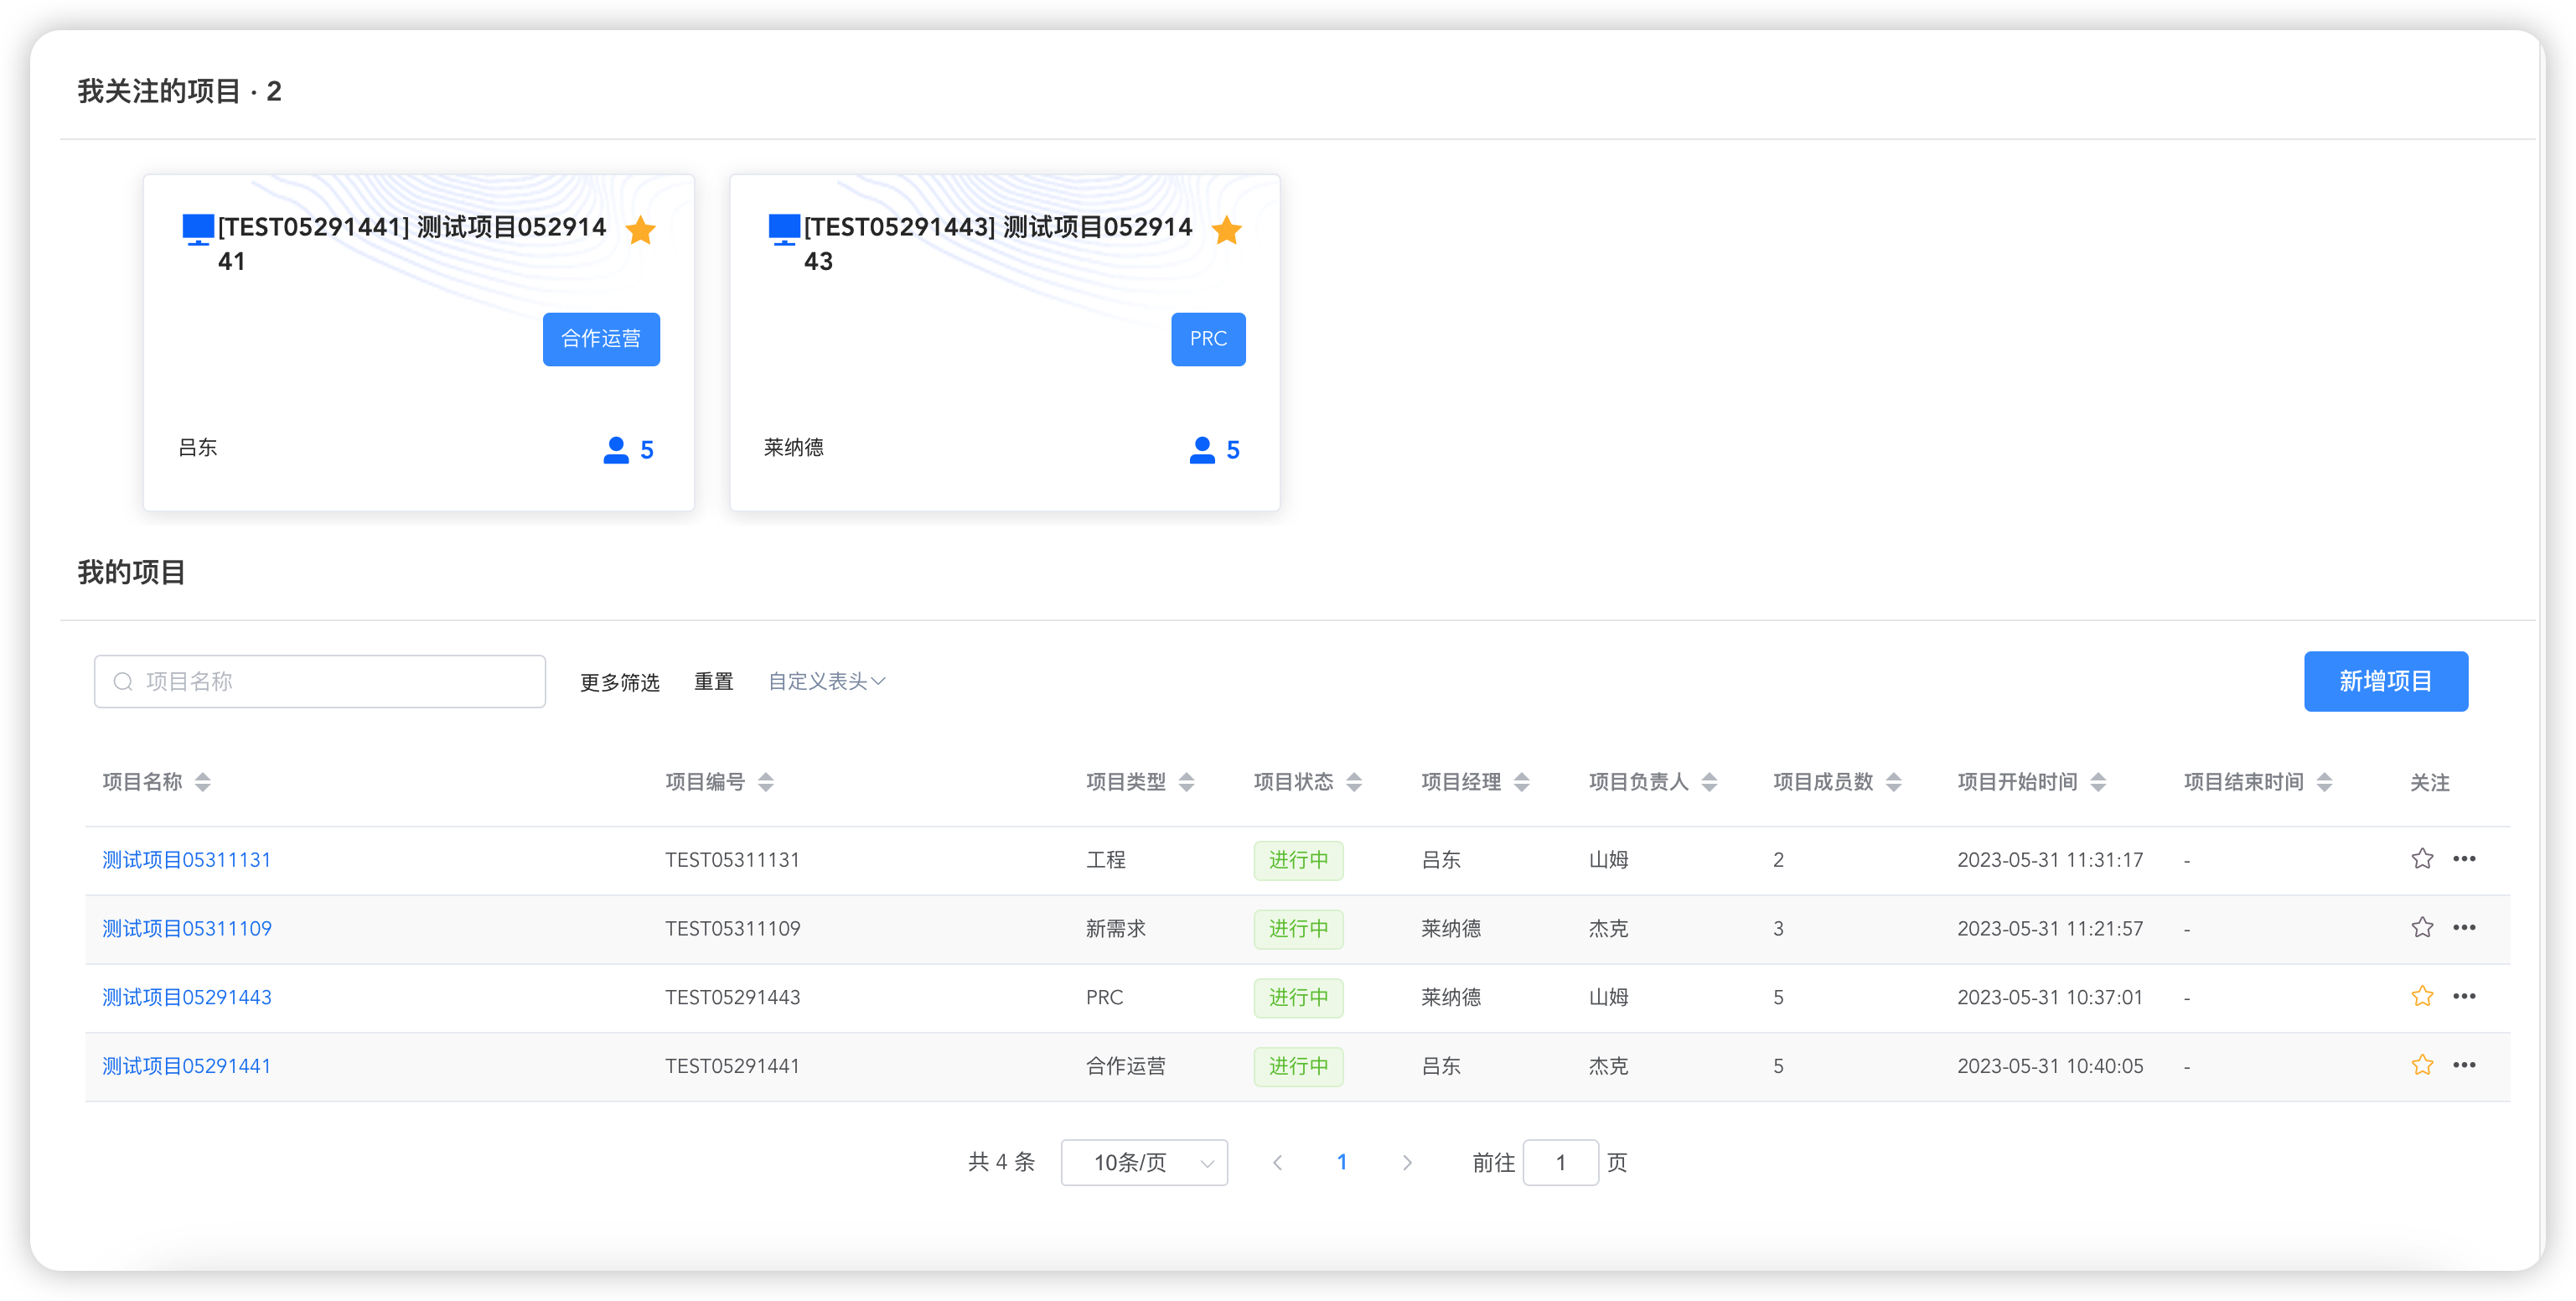 我关注的项目 · 2
[TEST05291441] 测试项目052914
41
合作运营
吕东
5
[TEST05291443] 测试项目052914
43
PRC
莱纳德
5
我的项目
项目名称 更多筛选 重置 自定义表头 新增项目
项目名称 项目编号 项目类型 项目状态 项目经理 项目负责人 项目成员数 项目开始时间 项目结束时间 关注
测试项目05311131 TEST05311131 工程 进行中 吕东 山姆 2 2023-05-31 11:31:17 -
测试项目05311109 TEST05311109 新需求 进行中 莱纳德 杰克 3 2023-05-31 11:21:57 -
测试项目05291443 TEST05291443 PRC 进行中 莱纳德 山姆 5 2023-05-31 10:37:01 -
测试项目05291441 TEST05291441 合作运营 进行中 吕东 杰克 5 2023-05-31 10:40:05 -
共 4 条 10条/页 1 前往 1 页